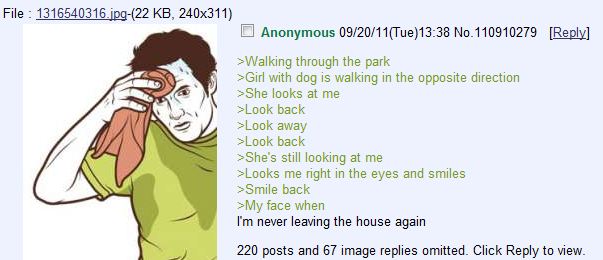 File : 1316540316.jpg-(22 KB, 240x311)
Anonymous 09/20/11(Tue)13:38 No.110910279 [Reply]
>Walking through the park
>Girl with dog is walking in the opposite direction
>She looks at me
>Look back
>Look away
>Look back
>She's still looking at me
>Looks me right in the eyes and smiles
>Smile back
>My face when
I'm never leaving the house again
220 posts and 67 image replies omitted. Click Reply to view.